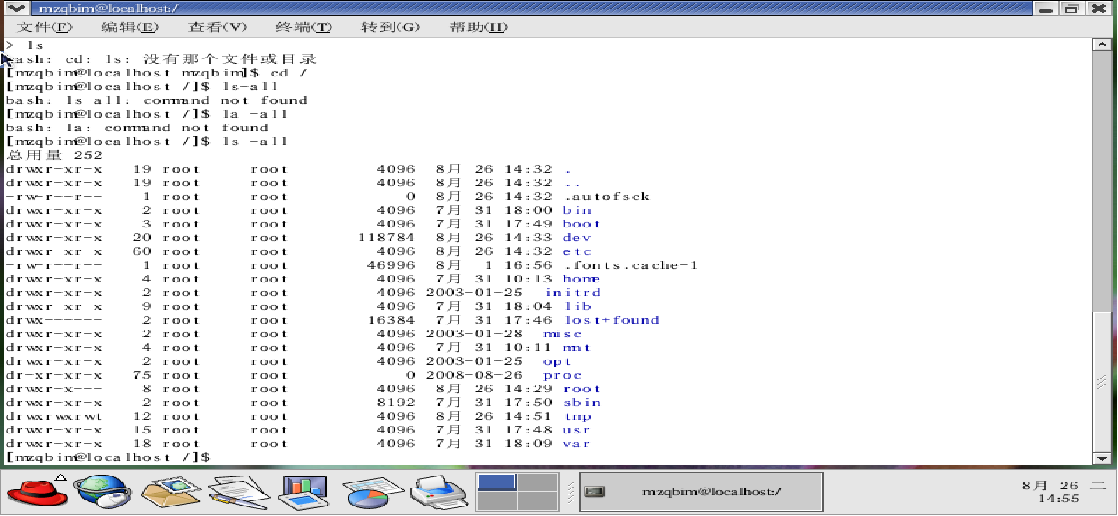 mzqbim@localhost:/
文件(F) 编辑(E) 查看(V) 终端(T) 转到(G) 帮助(H)
> ls
bash: cd: ls: 没有那个文件或目录
[mzqbim@localhost mzqbim]$ cd /
[mzqbim@localhost /]$ ls-all
bash: ls-all: command not found
[mzqbim@localhost /]$ la -all
bash: la: command not found
[mzqbim@localhost /]$ ls -all
总用量 252
drwxr-xr-x 19 root root 4096 8月 26 14:32 .
drwxr-xr-x 19 root root 4096 8月 26 14:32 ..
-rw-r--r-- 1 root root 0 8月 26 14:32 .autofsck
drwxr-xr-x 2 root root 4096 7月 31 18:00 bin
drwxr-xr-x 3 root root 4096 7月 31 17:49 boot
drwxr-xr-x 20 root root 118784 8月 26 14:33 dev
drwxr-xr-x 60 root root 4096 8月 26 14:32 etc
-rw-r--r-- 1 root root 46996 8月 1 16:56 .fonts.cache-1
drwxr-xr-x 4 root root 4096 7月 31 10:13 home
drwxr-xr-x 2 root root 4096 2003-01-25 initrd
drwxr-xr-x 9 root root 4096 7月 31 18:04 lib
drwx------ 2 root root 16384 7月 31 17:46 lost+found
drwxr-xr-x 2 root root 4096 2003-01-28 misc
drwxr-xr-x 4 root root 4096 7月 31 10:11 mnt
drwxr-xr-x 2 root root 4096 2003-01-25 opt
dr-xr-xr-x 75 root root 0 2008-08-26 proc
drwxr-x--- 8 root root 4096 8月 26 14:29 root
drwxr-xr-x 2 root root 8192 7月 31 17:50 sbin
drwxrwxrwt 12 root root 4096 8月 26 14:51 tmp
drwxr-xr-x 15 root root 4096 7月 31 17:48 usr
drwxr-xr-x 18 root root 4096 7月 31 18:09 var
[mzqbim@localhost /]$
mzqbim@localhost:/
8月 26 二
14:55